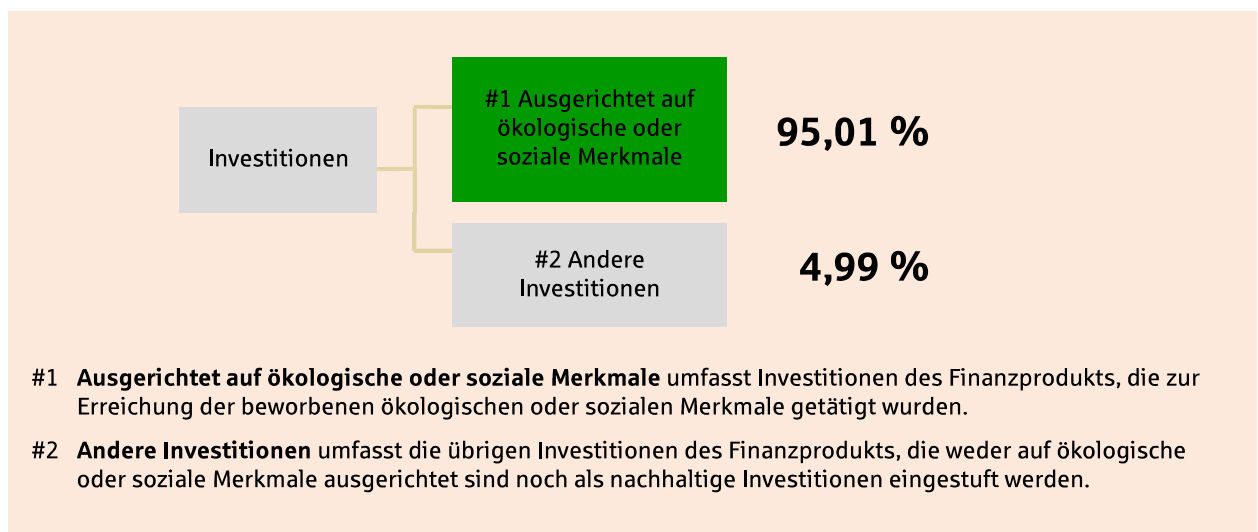 #1 Ausgerichtet auf
ökologische oder
soziale Merkmale
95,01 %
Investitionen
#2 Andere
Investitionen
4,99 %
#1 Ausgerichtet auf ökologische oder soziale Merkmale umfasst Investitionen des Finanzprodukts, die zur
Erreichung der beworbenen ökologischen oder sozialen Merkmale getätigt wurden.
#2 Andere Investitionen umfasst die übrigen Investitionen des Finanzprodukts, die weder auf ökologische
oder soziale Merkmale ausgerichtet sind noch als nachhaltige Investitionen eingestuft werden.